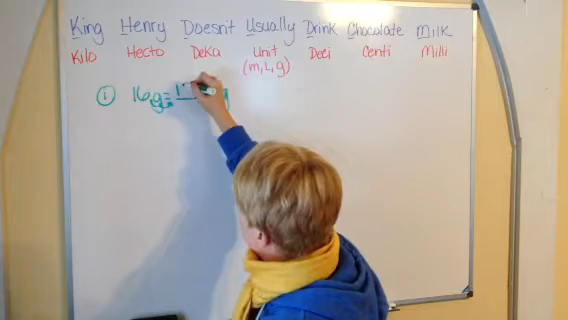 King Henry Doesn't Usually Drink Chocolate Milk
Kilo Hecto Deka Unit Deci Centi Milli
(m, L, g)
① 16g =